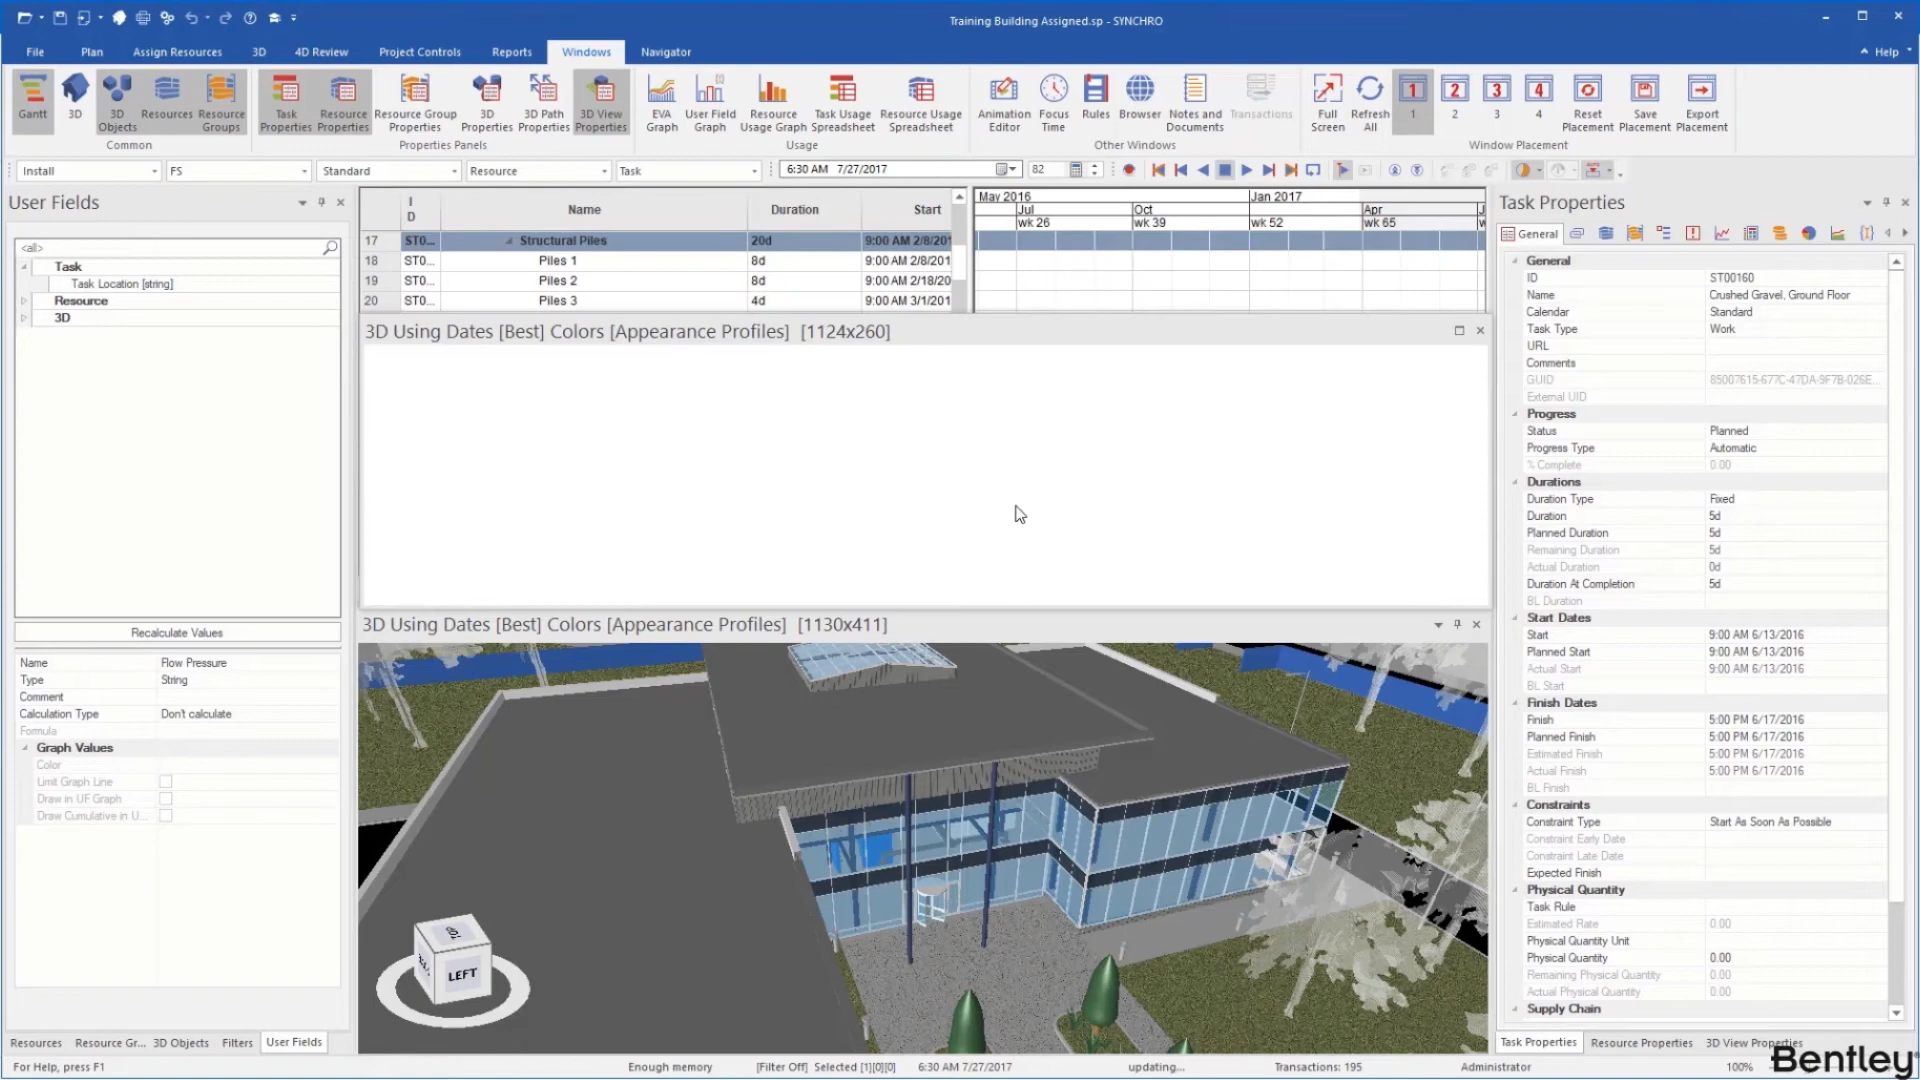 Training Building Assigned.sp - SYNCHRO
File Plan Assign Resources 3D 4D Review Project Controls Reports Windows Navigator Help
Gantt 3D 3D Objects Resources Resource Groups Task Properties Resource Properties Resource Group Properties 3D Properties 3D Path Properties 3D View Properties EVA Graph User Field Graph Resource Usage Graph Task Usage Spreadsheet Resource Usage Spreadsheet Animation Editor Focus Time Rules Browser Notes and Documents Transactions Full Screen Refresh All 1 2 3 4 Reset Placement Save Placement Export Placement
Common Properties Panels Usage Other Windows Window Placement
Install FS Standard Resource Task 6:30 AM 7/27/2017 82
User Fields
<all>
Task
Task Location [string]
Resource
3D
Recalculate Values
Name Flow Pressure
Type String
Comment
Calculation Type Don't calculate
Formula
Graph Values
Color
Limit Graph Line
Draw in UF Graph
Draw Cumulative in U...
Resources Resource Gr... 3D Objects Filters User Fields
ID Name Duration Start
17 ST0... Structural Piles 20d 9:00 AM 2/8/201
18 ST0... Piles 1 8d 9:00 AM 2/8/201
19 ST0... Piles 2 8d 9:00 AM 2/18/20
20 ST0... Piles 3 4d 9:00 AM 3/1/201
May 2016 Jan 2017
Jul Oct Apr J
wk 26 wk 39 wk 52 wk 65
3D Using Dates [Best] Colors [Appearance Profiles] [1124x260]
3D Using Dates [Best] Colors [Appearance Profiles] [1130x411]
TOP
LEFT
Task Properties
General
General
ID ST00160
Name Crushed Gravel, Ground Floor
Calendar Standard
Task Type Work
URL
Comments
GUID 85007615-677C-47DA-9F7B-026E...
External UID
Progress
Status Planned
Progress Type Automatic
% Complete 0.00
Durations
Duration Type Fixed
Duration 5d
Planned Duration 5d
Remaining Duration 5d
Actual Duration 0d
Duration At Completion 5d
BL Duration
Start Dates
Start 9:00 AM 6/13/2016
Planned Start 9:00 AM 6/13/2016
Actual Start 9:00 AM 6/13/2016
BL Start
Finish Dates
Finish 5:00 PM 6/17/2016
Planned Finish 5:00 PM 6/17/2016
Estimated Finish 5:00 PM 6/17/2016
Actual Finish 5:00 PM 6/17/2016
BL Finish
Constraints
Constraint Type Start As Soon As Possible
Constraint Early Date
Constraint Late Date
Expected Finish
Physical Quantity
Task Rule
Estimated Rate 0.00
Physical Quantity Unit
Physical Quantity 0.00
Remaining Physical Quantity 0.00
Actual Physical Quantity 0.00
Supply Chain
Task Properties Resource Properties 3D View Properties
For Help, press F1 Enough memory [Filter Off] Selected [1][0][0] 6:30 AM 7/27/2017 updating... Transactions: 195 Administrator 100%
Bentley